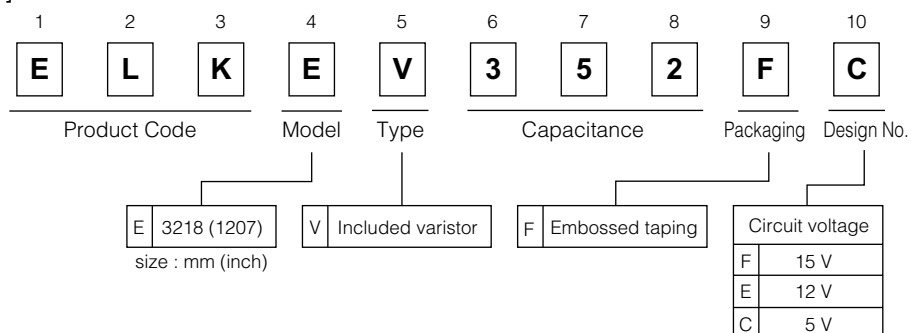 ]
1 2 3 4 5 6 7 8 9 10
E L K E V 3 5 2 F C
Product Code Model Type Capacitance Packaging Design No.
E 3218 (1207) V Included varistor F Embossed taping Circuit voltage
size : mm (inch) F 15 V
E 12 V
C 5 V